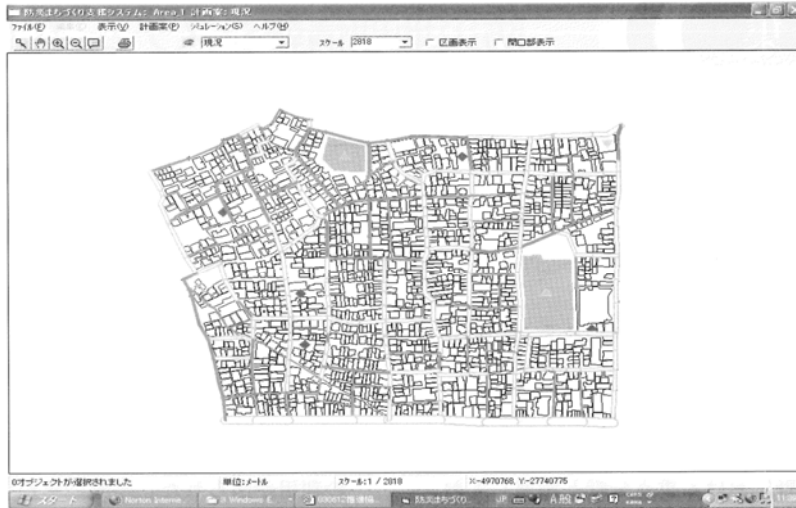 防災まちづくり支援システム: Area 1 計画案: 現況
ファイル(F) 表示(V) 計画案(P) シミュレーション(S) ヘルプ(H)
現況 スケール 2818 区画表示 開口部表示
0オブジェクトが選択されました 単位:メートル スケール:1 / 2818 X:-4970768, Y:-27740775
スタート Norton Interne... 8 Windows E... 防災まちづくり... JP A 般